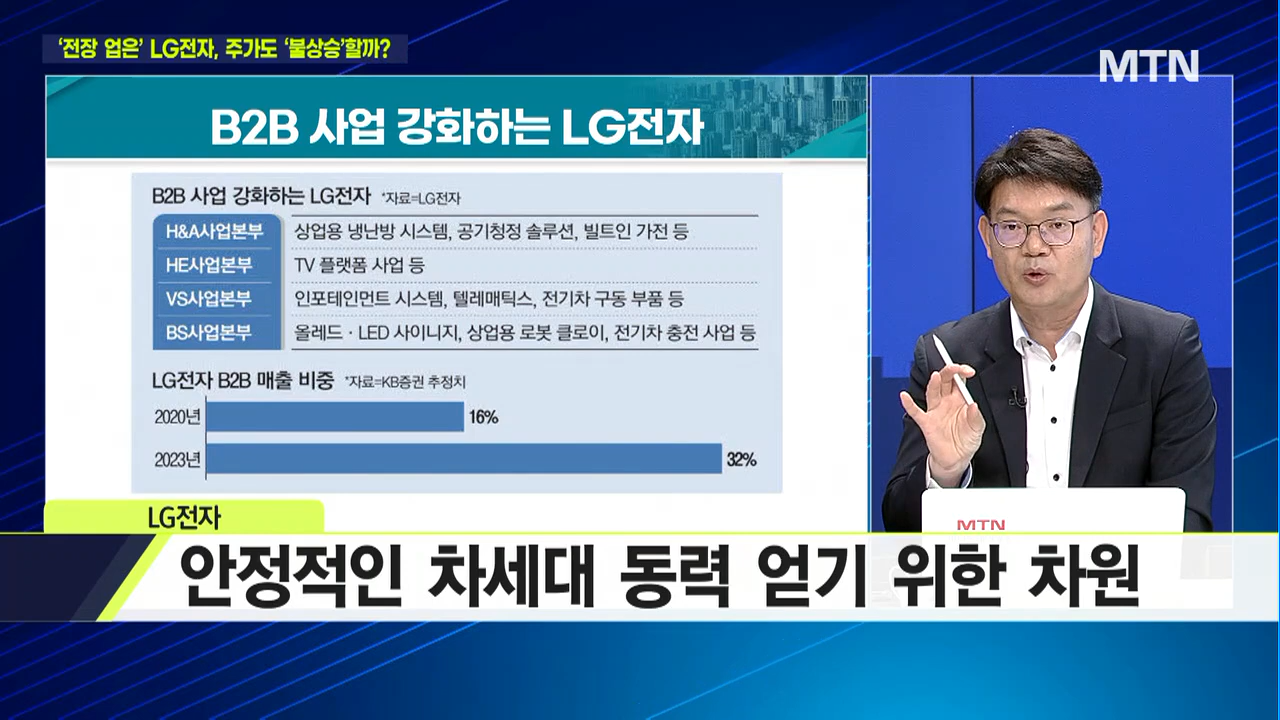 ‘전장 업은’ LG전자, 주가도 ‘불상승’할까?
MTN
B2B 사업 강화하는 LG전자
B2B 사업 강화하는 LG전자 *자료=LG전자
H&A사업본부 상업용 냉난방 시스템, 공기청정 솔루션, 빌트인 가전 등
HE사업본부 TV 플랫폼 사업 등
VS사업본부 인포테인먼트 시스템, 텔레매틱스, 전기차 구동 부품 등
BS사업본부 올레드·LED 사이니지, 상업용 로봇 클로이, 전기차 충전 사업 등
LG전자 B2B 매출 비중 *자료=KB증권 추정치
2020년 16%
2023년 32%
MTN
LG전자
안정적인 차세대 동력 얻기 위한 차원